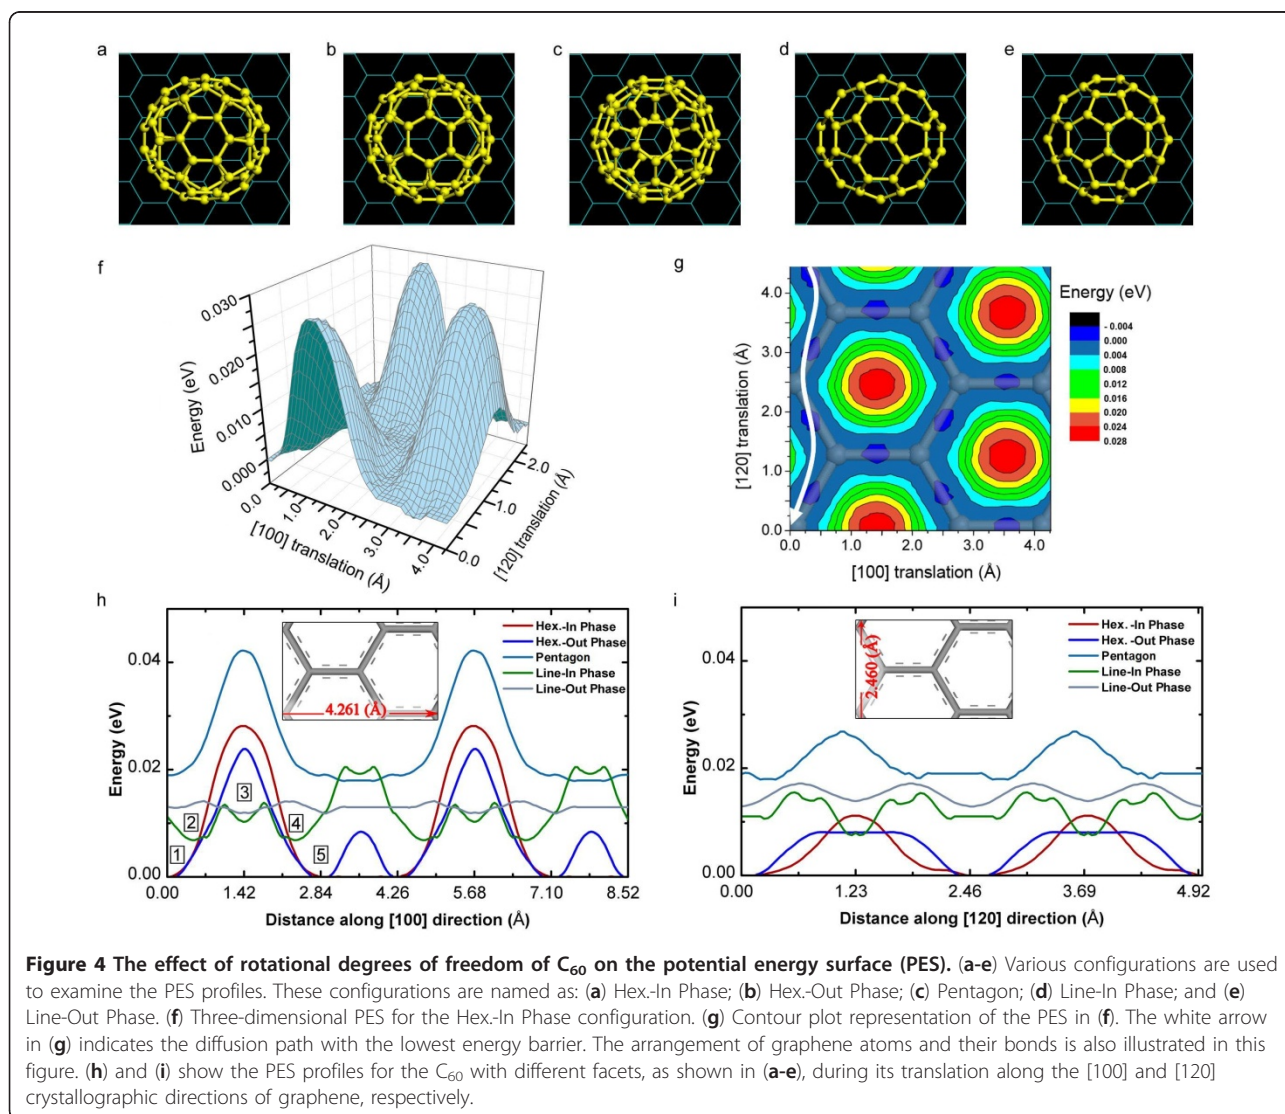 a
b
c
d
e
f
0.030
0.020
0.010
0.000
Energy (eV)
0.0
1.0
2.0
3.0
4.0
[100] translation (Å)
0.0
1.0
2.0
[120] translation (Å)
g
4.0
3.0
2.0
1.0
0.0
[120] translation (Å)
0.0 1.0 2.0 3.0 4.0
[100] translation (Å)
Energy (eV)
- 0.004
0.000
0.004
0.008
0.012
0.016
0.020
0.024
0.028
h
Energy (eV)
0.04
0.02
0.00
4.261 (Å)
Hex.-In Phase
Hex.-Out Phase
Pentagon
Line-In Phase
Line-Out Phase
3
2
4
1
5
0.00 1.42 2.84 4.26 5.68 7.10 8.52
Distance along [100] direction (Å)
i
Energy (eV)
0.04
0.02
0.00
2.460 (Å)
Hex.-In Phase
Hex. -Out Phase
Pentagon
Line-In Phase
Line-Out Phase
0.00 1.23 2.46 3.69 4.92
Distance along [120] direction (Å)
Figure 4 The effect of rotational degrees of freedom of C60 on the potential energy surface (PES). (a-e) Various configurations are used
to examine the PES profiles. These configurations are named as: (a) Hex.-In Phase; (b) Hex.-Out Phase; (c) Pentagon; (d) Line-In Phase; and (e)
Line-Out Phase. (f) Three-dimensional PES for the Hex.-In Phase configuration. (g) Contour plot representation of the PES in (f). The white arrow
in (g) indicates the diffusion path with the lowest energy barrier. The arrangement of graphene atoms and their bonds is also illustrated in this
figure. (h) and (i) show the PES profiles for the C60 with different facets, as shown in (a-e), during its translation along the [100] and [120]
crystallographic directions of graphene, respectively.